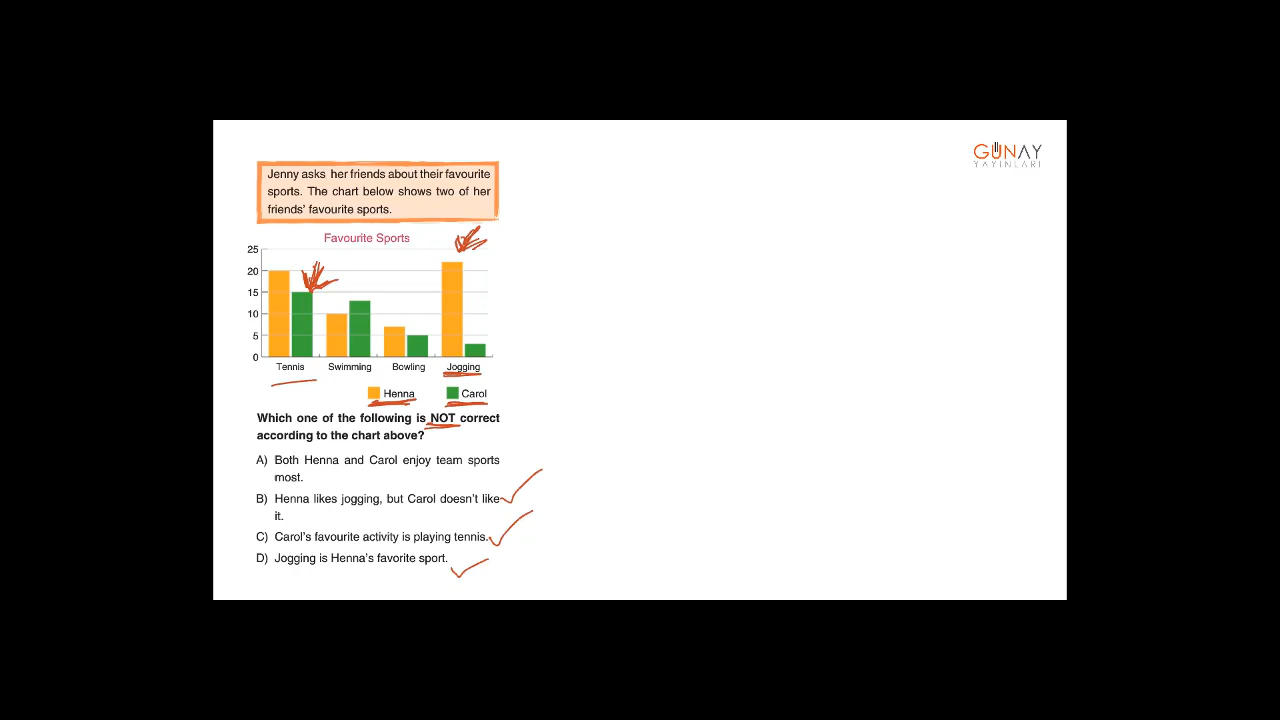 GÜNAY
YAYINLARI
Jenny asks her friends about their favourite
sports. The chart below shows two of her
friends' favourite sports.
Favourite Sports
25
20
15
10
5
0
Tennis Swimming Bowling Jogging
Henna Carol
Which one of the following is NOT correct
according to the chart above?
A) Both Henna and Carol enjoy team sports
most.
B) Henna likes jogging, but Carol doesn't like
it.
C) Carol's favourite activity is playing tennis.
D) Jogging is Henna's favorite sport.